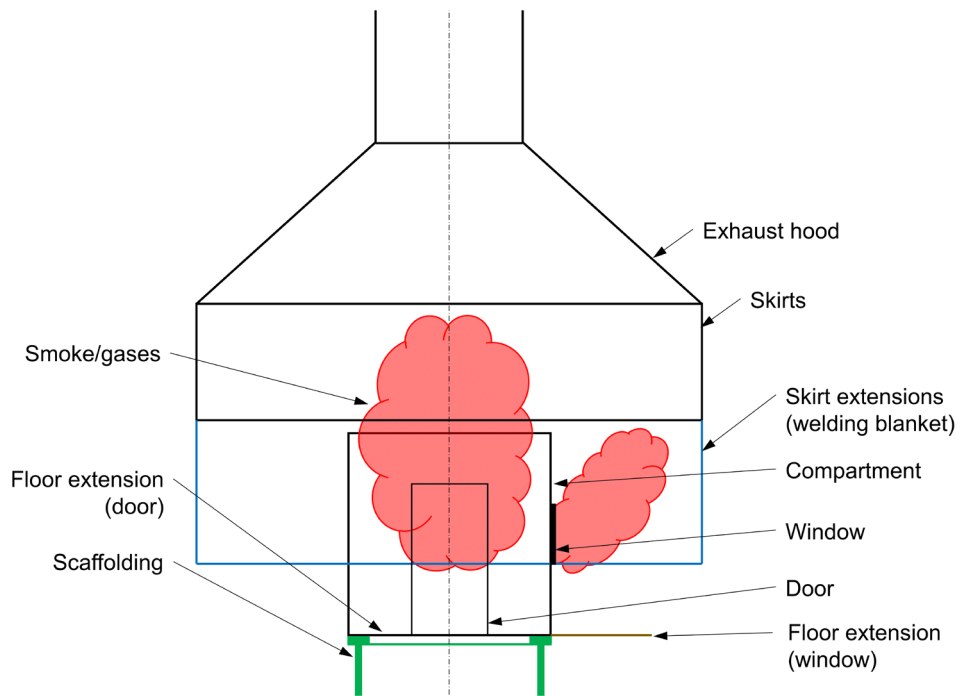 Exhaust hood
Skirts
Smoke/gases
Skirt extensions
(welding blanket)
Compartment
Floor extension
(door)
Window
Scaffolding
Door
Floor extension
(window)